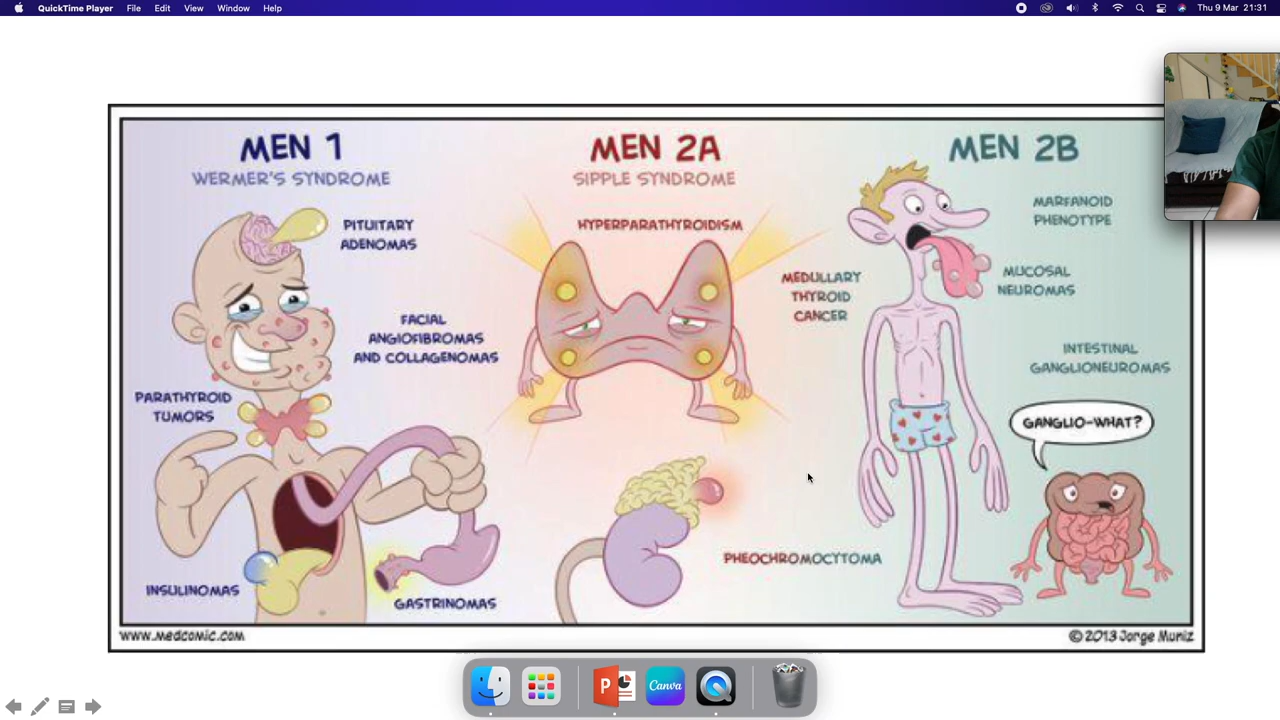 QuickTime Player File Edit View Window Help
Thu 9 Mar 21:31
MEN 1
WERMER'S SYNDROME
PITUITARY
ADENOMAS
FACIAL
ANGIOFIBROMAS
AND COLLAGENOMAS
PARATHYROID
TUMORS
INSULINOMAS
GASTRINOMAS
MEN 2A
SIPPLE SYNDROME
HYPERPARATHYROIDISM
MEDULLARY
THYROID
CANCER
PHEOCHROMOCYTOMA
MEN 2B
MARFANOID
PHENOTYPE
MUCOSAL
NEUROMAS
INTESTINAL
GANGLIONEUROMAS
GANGLIO-WHAT?
www.medcomic.com
© 2013 Jorge Muniz
P
Canva